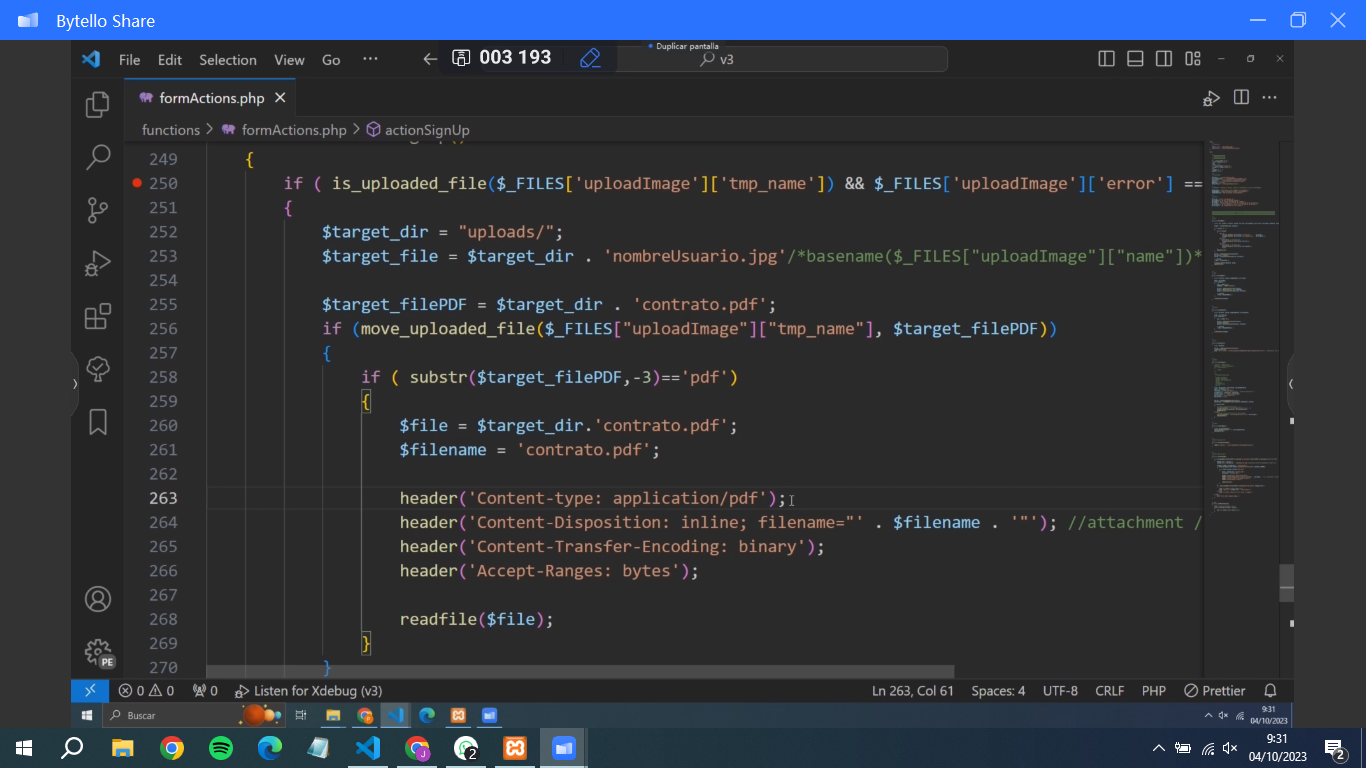 Bytello Share
File Edit Selection View Go ··· 003 193 Duplicar pantalla v3
formActions.php
functions > formActions.php > actionSignUp
249 {
250 if ( is_uploaded_file($_FILES['uploadImage']['tmp_name']) && $_FILES['uploadImage']['error'] ==
251 {
252 $target_dir = "uploads/";
253 $target_file = $target_dir . 'nombreUsuario.jpg'/*basename($_FILES["uploadImage"]["name"])*
254
255 $target_filePDF = $target_dir . 'contrato.pdf';
256 if (move_uploaded_file($_FILES["uploadImage"]["tmp_name"], $target_filePDF))
257 {
258 if ( substr($target_filePDF,-3)=='pdf')
259 {
260 $file = $target_dir.'contrato.pdf';
261 $filename = 'contrato.pdf';
262
263 header('Content-type: application/pdf');
264 header('Content-Disposition: inline; filename="' . $filename . '"'); //attachment /
265 header('Content-Transfer-Encoding: binary');
266 header('Accept-Ranges: bytes');
267
268 readfile($file);
269 }
270 }
PE
0 0 0 Listen for Xdebug (v3) Ln 263, Col 61 Spaces: 4 UTF-8 CRLF PHP Prettier
Buscar 9:31
04/10/2023
2 9:31
04/10/2023 2